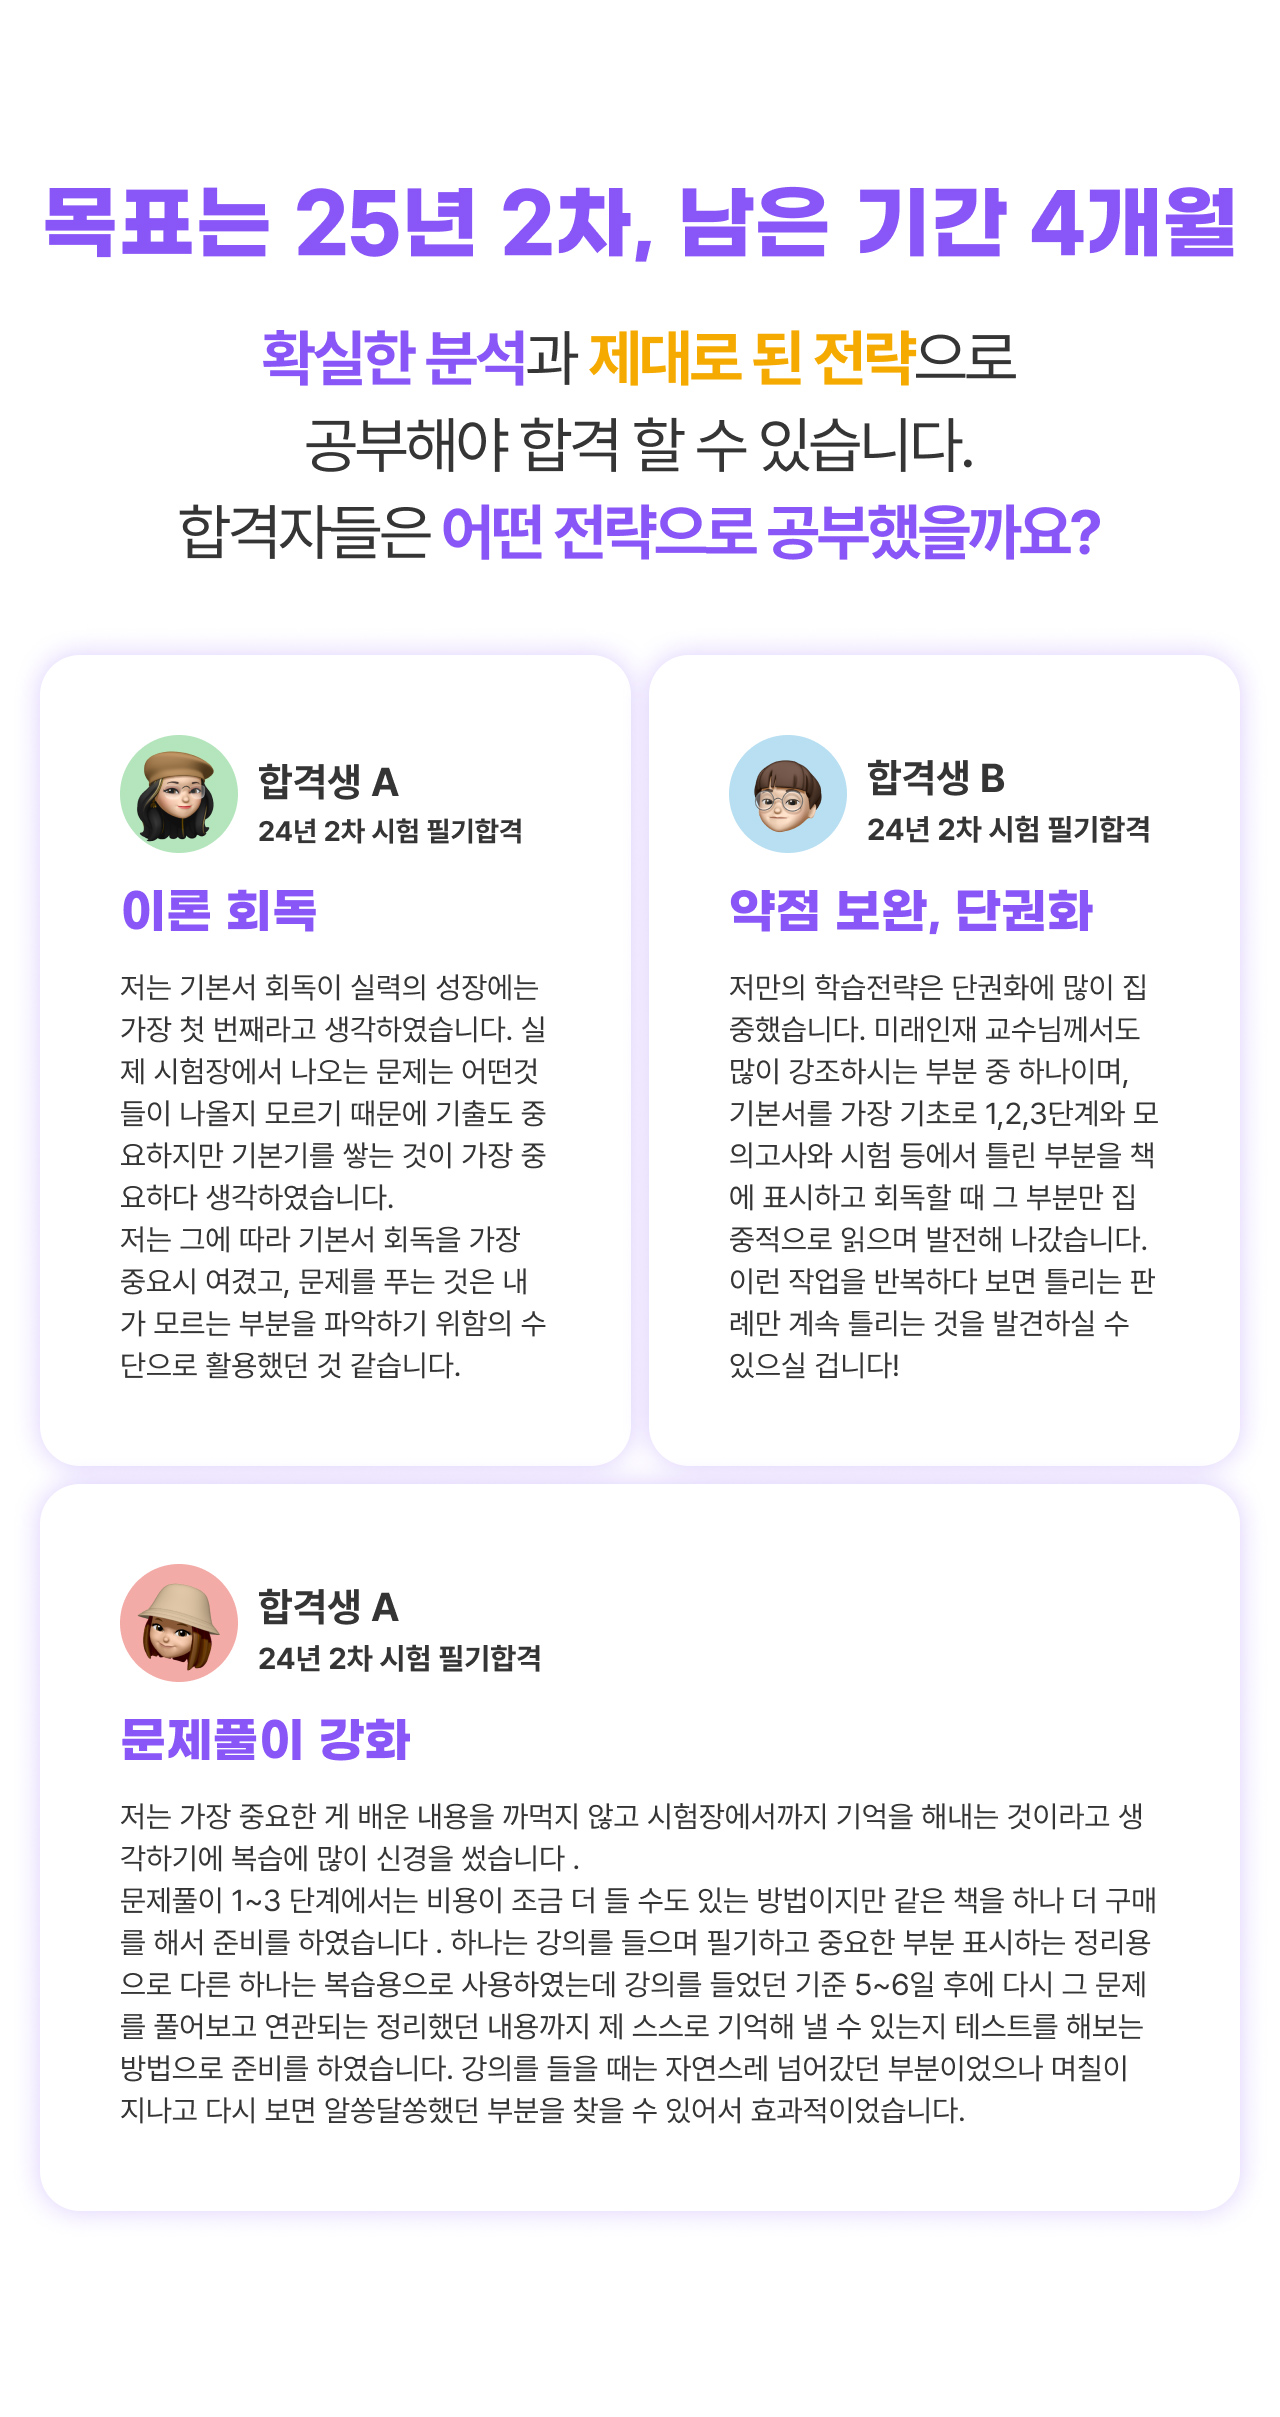 목표는 25년 2차, 남은 기간 4개월
확실한 분석과 제대로 된 전략으로
공부해야 합격 할 수 있습니다.
합격자들은 어떤 전략으로 공부했을까요?
합격생 A
24년 2차 시험 필기합격
이론 회독
저는 기본서 회독이 실력의 성장에는
가장 첫 번째라고 생각하였습니다. 실
제 시험장에서 나오는 문제는 어떤것
들이 나올지 모르기 때문에 기출도 중
요하지만 기본기를 쌓는 것이 가장 중
요하다 생각하였습니다.
저는 그에 따라 기본서 회독을 가장
중요시 여겼고, 문제를 푸는 것은 내
가 모르는 부분을 파악하기 위함의 수
단으로 활용했던 것 같습니다.
합격생 B
24년 2차 시험 필기합격
약점 보완, 단권화
저만의 학습전략은 단권화에 많이 집
중했습니다. 미래인재 교수님께서도
많이 강조하시는 부분 중 하나이며,
기본서를 가장 기초로 1,2,3단계와 모
의고사와 시험 등에서 틀린 부분을 책
에 표시하고 회독할 때 그 부분만 집
중적으로 읽으며 발전해 나갔습니다.
이런 작업을 반복하다 보면 틀리는 판
례만 계속 틀리는 것을 발견하실 수
있으실 겁니다!
합격생 A
24년 2차 시험 필기합격
문제풀이 강화
저는 가장 중요한 게 배운 내용을 까먹지 않고 시험장에서까지 기억을 해내는 것이라고 생
각하기에 복습에 많이 신경을 썼습니다 .
문제풀이 1~3 단계에서는 비용이 조금 더 들 수도 있는 방법이지만 같은 책을 하나 더 구매
를 해서 준비를 하였습니다 . 하나는 강의를 들으며 필기하고 중요한 부분 표시하는 정리용
으로 다른 하나는 복습용으로 사용하였는데 강의를 들었던 기준 5~6일 후에 다시 그 문제
를 풀어보고 연관되는 정리했던 내용까지 제 스스로 기억해 낼 수 있는지 테스트를 해보는
방법으로 준비를 하였습니다. 강의를 들을 때는 자연스레 넘어갔던 부분이었으나 며칠이
지나고 다시 보면 알쏭달쏭했던 부분을 찾을 수 있어서 효과적이었습니다.